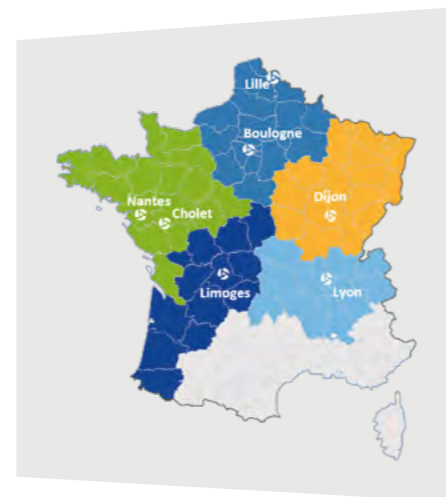 Lille
Boulogne
Nantes
Cholet
Dijon
Limoges
Lyon